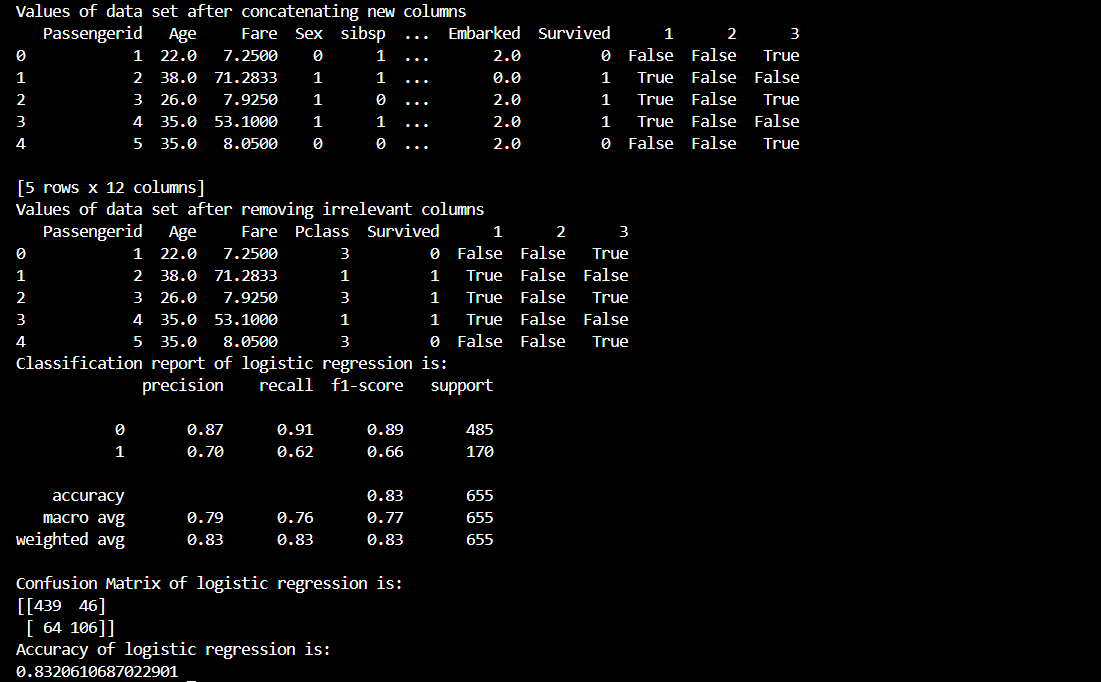 Values of data set after concatenating new columns
   Passengerid   Age     Fare  Sex  sibsp  ...  Embarked  Survived      1      2      3
0            1  22.0   7.2500    0      1  ...       2.0         0  False  False   True
1            2  38.0  71.2833    1      1  ...       0.0         1   True  False  False
2            3  26.0   7.9250    1      0  ...       2.0         1   True  False   True
3            4  35.0  53.1000    1      1  ...       2.0         1   True  False  False
4            5  35.0   8.0500    0      0  ...       2.0         0  False  False   True
[5 rows x 12 columns]
Values of data set after removing irrelevant columns
   Passengerid   Age     Fare  Pclass  Survived      1      2      3
0            1  22.0   7.2500       3         0  False  False   True
1            2  38.0  71.2833       1         1   True  False  False
2            3  26.0   7.9250       3         1   True  False   True
3            4  35.0  53.1000       1         1   True  False  False
4            5  35.0   8.0500       3         0  False  False   True
Classification report of logistic regression is:
              precision    recall  f1-score   support
           0       0.87      0.91      0.89       485
           1       0.70      0.62      0.66       170
    accuracy                           0.83       655
   macro avg       0.79      0.76      0.77       655
weighted avg       0.83      0.83      0.83       655
Confusion Matrix of logistic regression is:
[[439  46]
 [ 64 106]]
Accuracy of logistic regression is:
0.8320610687022901